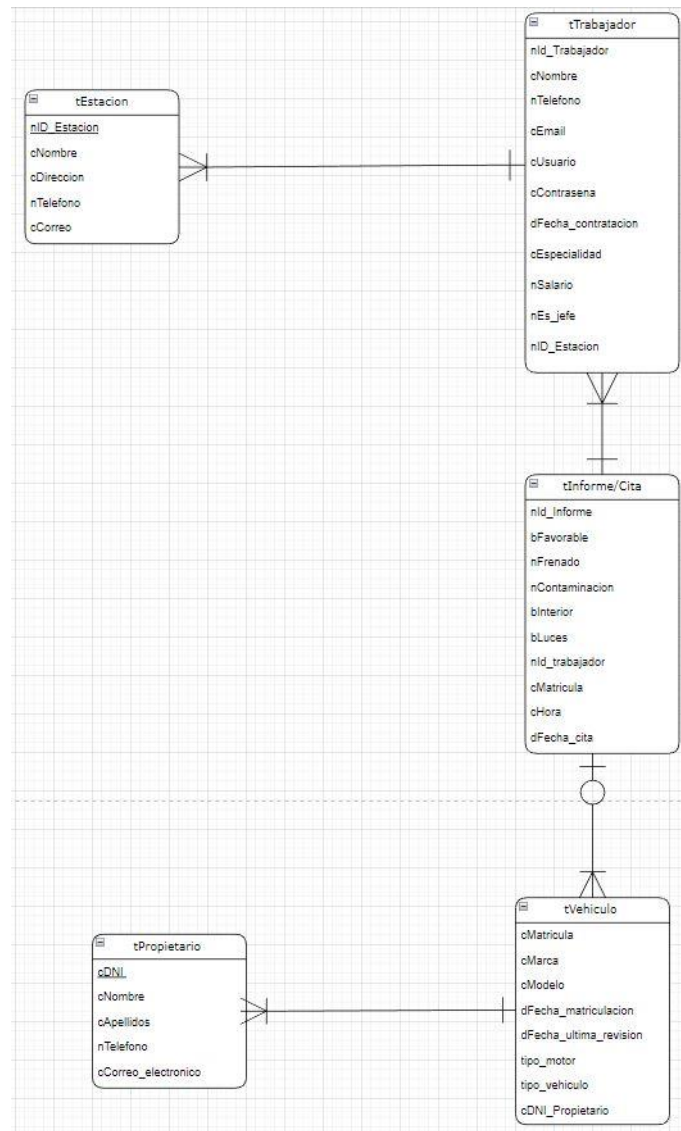 tTrabajador
nId_Trabajador
cNombre
nTelefono
cEmail
cUsuario
cContrasena
dFecha_contratacion
cEspecialidad
nSalario
nEs_jefe
nID_Estacion
tEstacion
nID_Estacion
cNombre
cDireccion
nTelefono
cCorreo
tInforme/Cita
nId_Informe
bFavorable
nFrenado
nContaminacion
bInterior
bLuces
nId_trabajador
cMatricula
cHora
dFecha_cita
tVehiculo
cMatricula
cMarca
cModelo
dFecha_matriculacion
dFecha_ultima_revision
tipo_motor
tipo_vehiculo
cDNI_Propietario
tPropietario
cDNI
cNombre
cApellidos
nTelefono
cCorreo_electronico